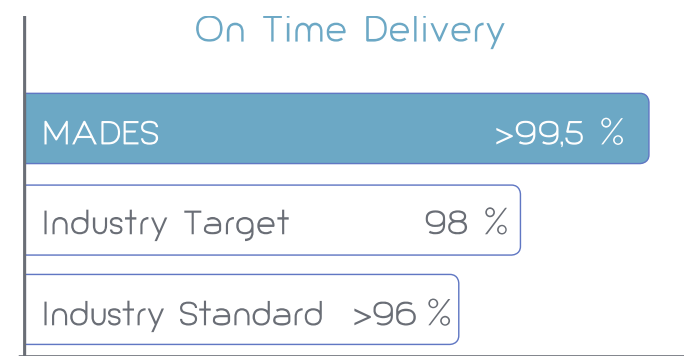 On Time Delivery
MADES >99,5 %
Industry Target 98 %
Industry Standard >96 %